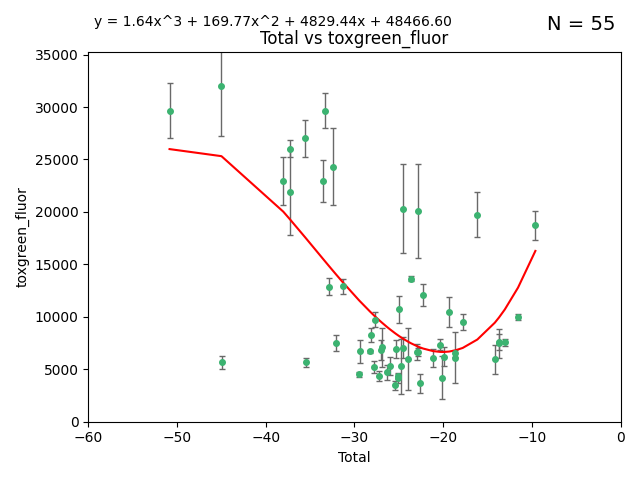 y = 1.64x^3 + 169.77x^2 + 4829.44x + 48466.60
N = 55
Total vs toxgreen_fluor
35000
30000
25000
20000
15000
10000
5000
0
toxgreen_fluor
−60 −50 −40 −30 −20 −10 0
Total